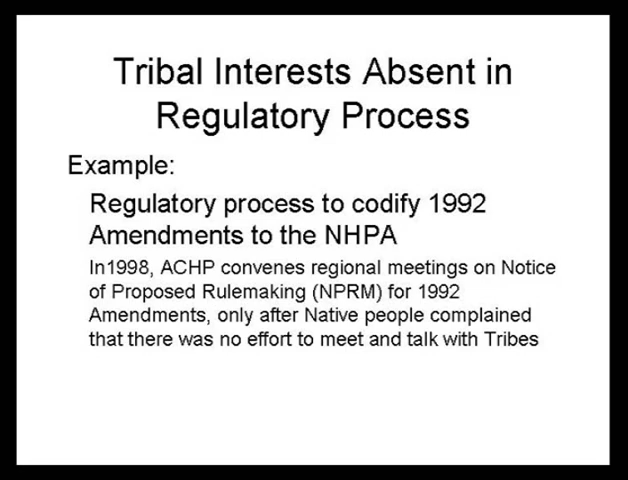 Tribal Interests Absent in
Regulatory Process
Example:
Regulatory process to codify 1992
Amendments to the NHPA
In1998, ACHP convenes regional meetings on Notice
of Proposed Rulemaking (NPRM) for 1992
Amendments, only after Native people complained
that there was no effort to meet and talk with Tribes